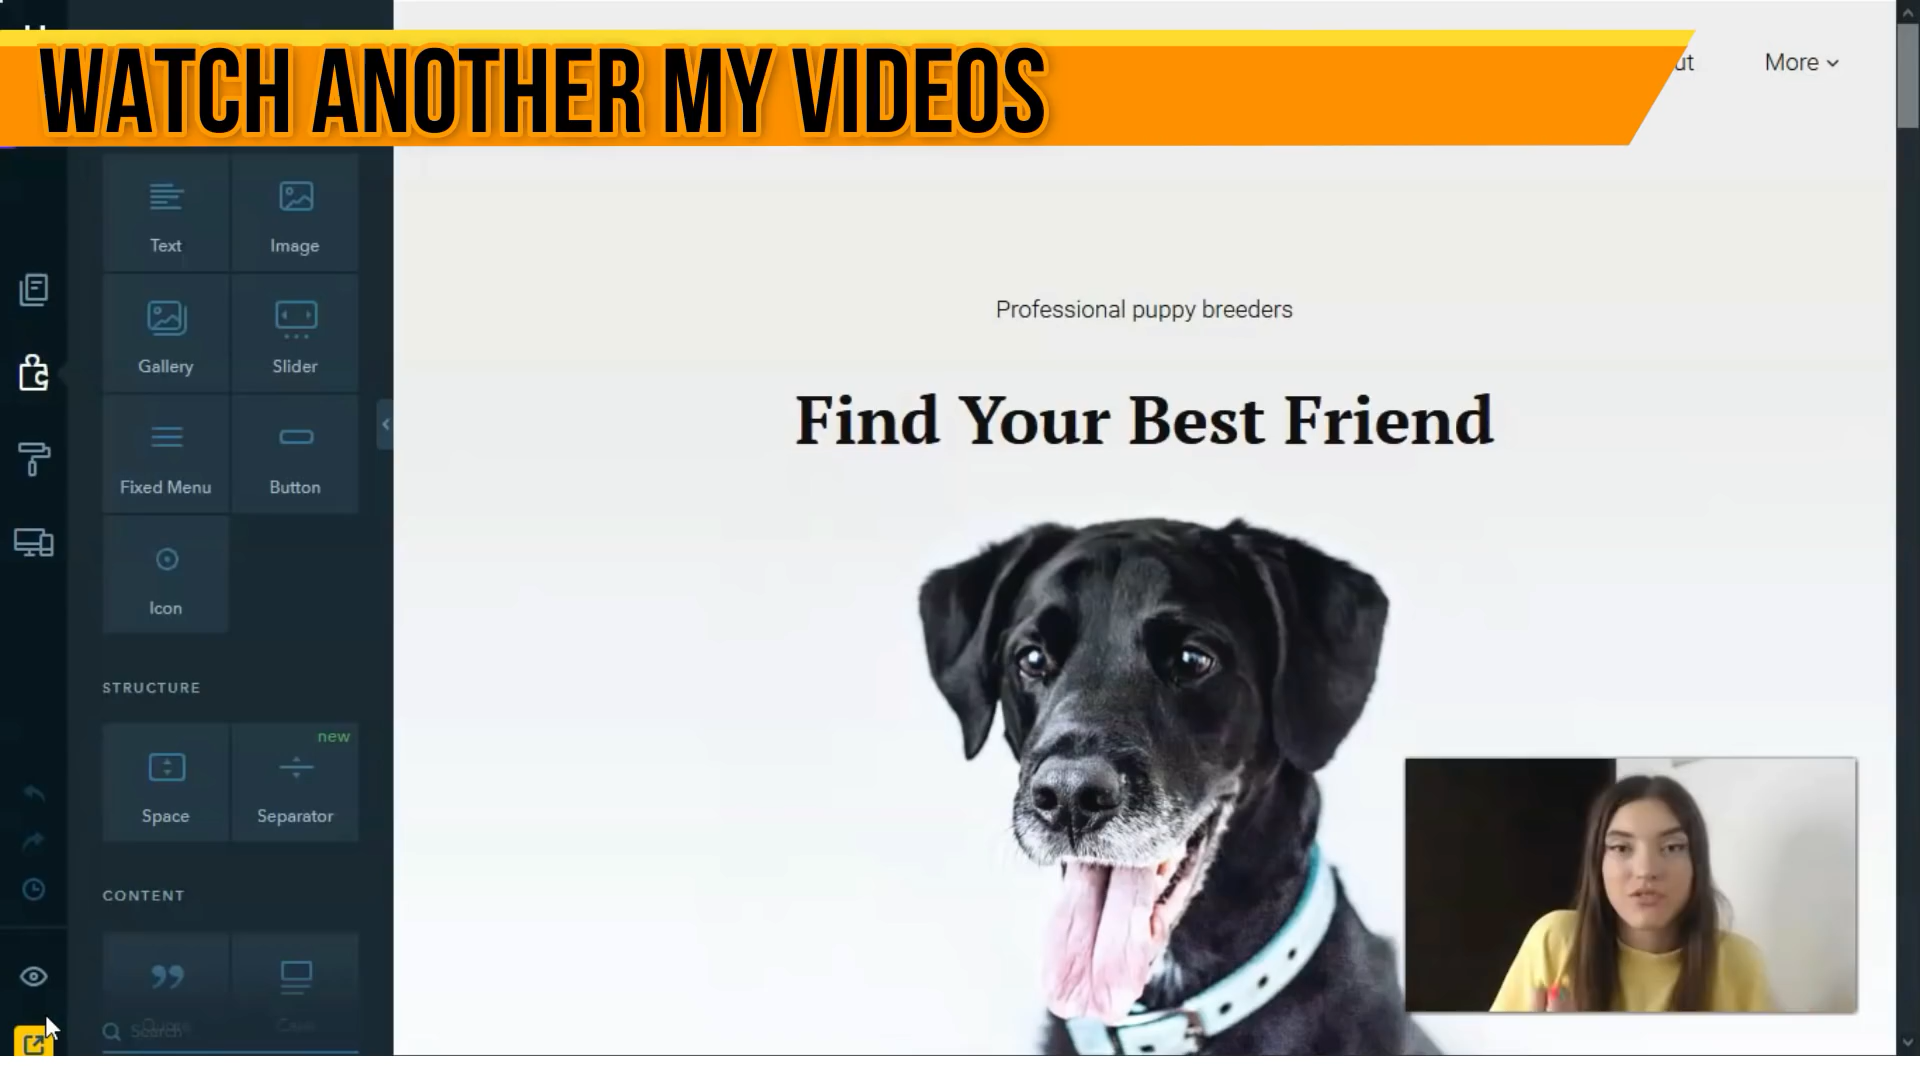 WATCH ANOTHER MY VIDEOS
More
Text
Image
Gallery
Slider
Fixed Menu
Button
Icon
STRUCTURE
new
Space
Separator
CONTENT
Search
Professional puppy breeders
Find Your Best Friend